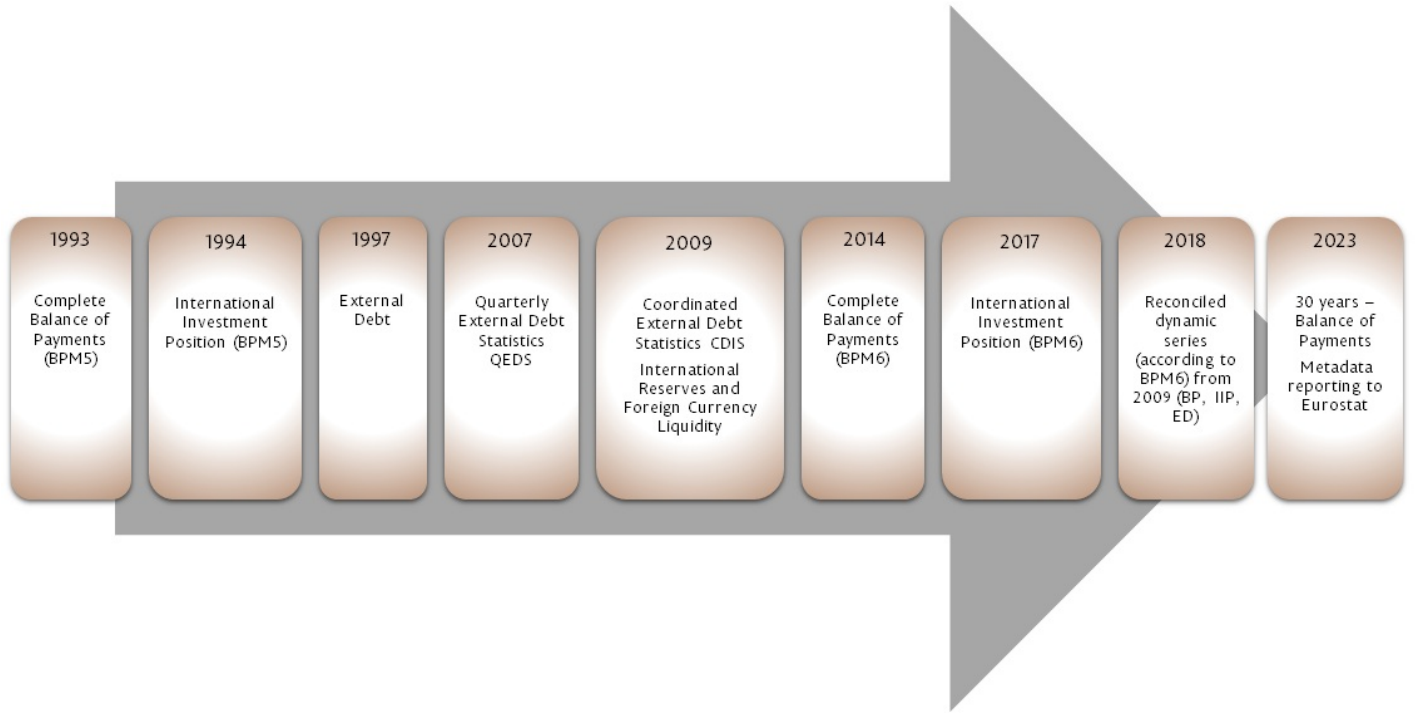 1993
Complete
Balance of
Payments
(BPM5)
1994
International
Investment
Position (BPM5)
1997
External
Debt
2007
Quarterly
External Debt
Statistics
QEDS
2009
Coordinated
External Debt
Statistics CDIS
International
Reserves and
Foreign Currency
Liquidity
2014
Complete
Balance of
Payments
(BPM6)
2017
International
Investment
Position (BPM6)
2018
Reconciled
dynamic
series
(according to
BPM6) from
2009 (BP, IIP,
ED)
2023
30 years –
Balance of
Payments
Metadata
reporting to
Eurostat